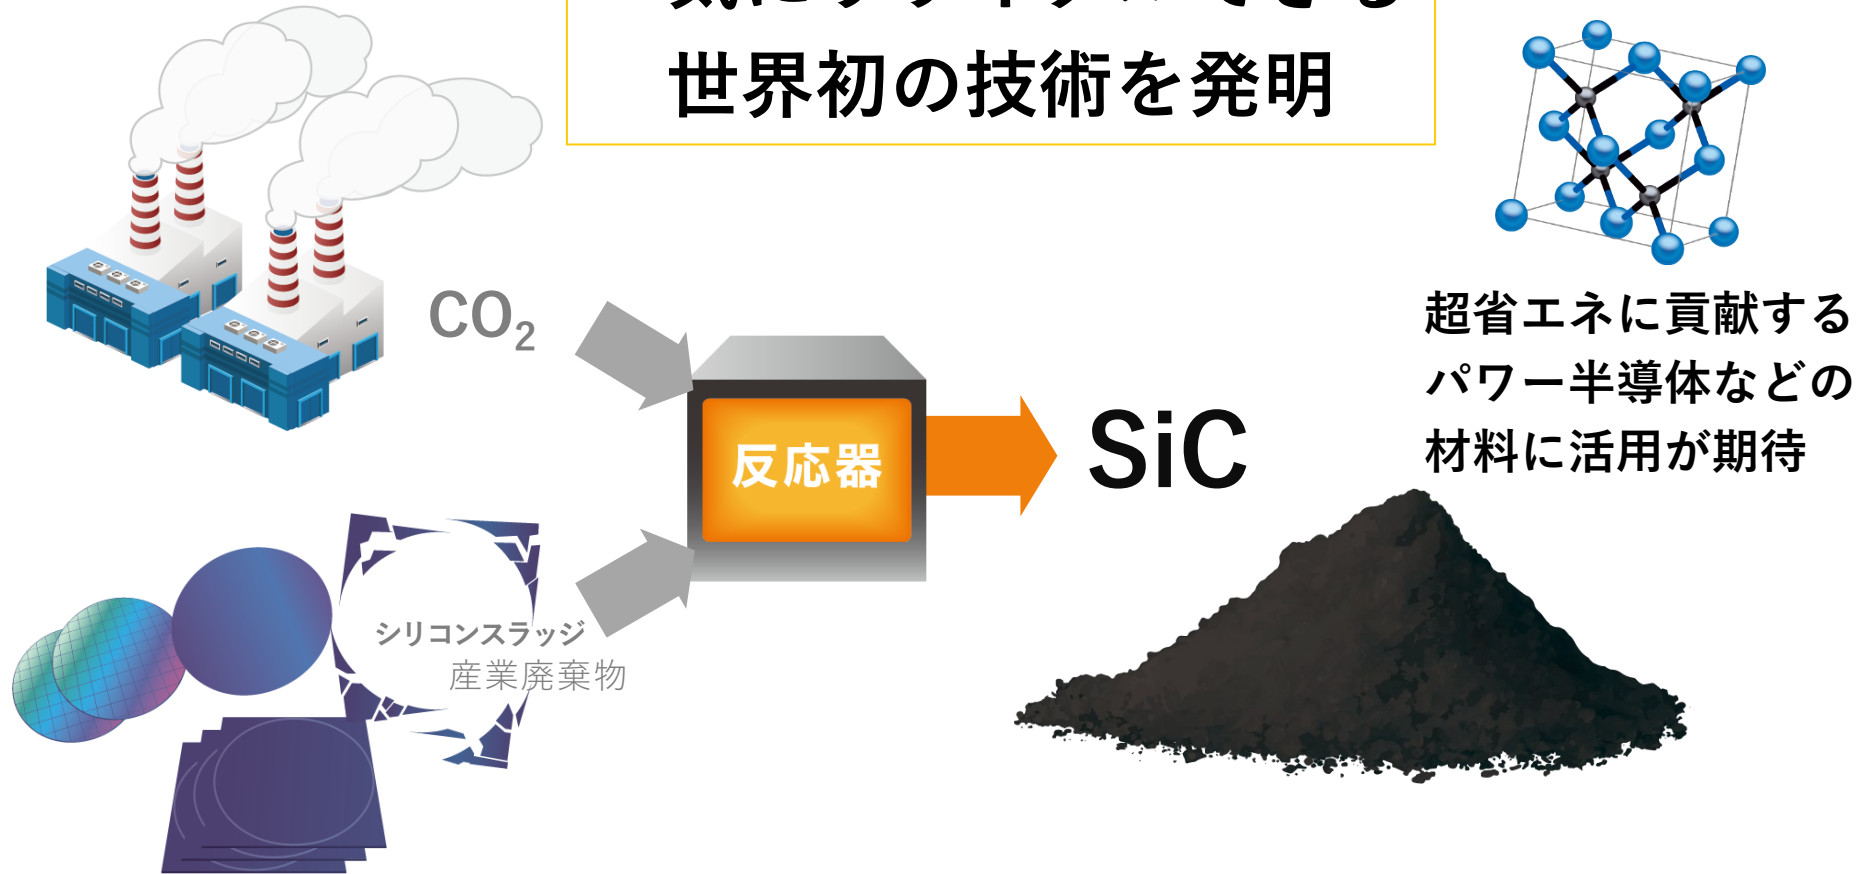 世界初の技術を発明
CO2
反応器
SiC
超省エネに貢献する
パワー半導体などの
材料に活用が期待
シリコンスラッジ
産業廃棄物